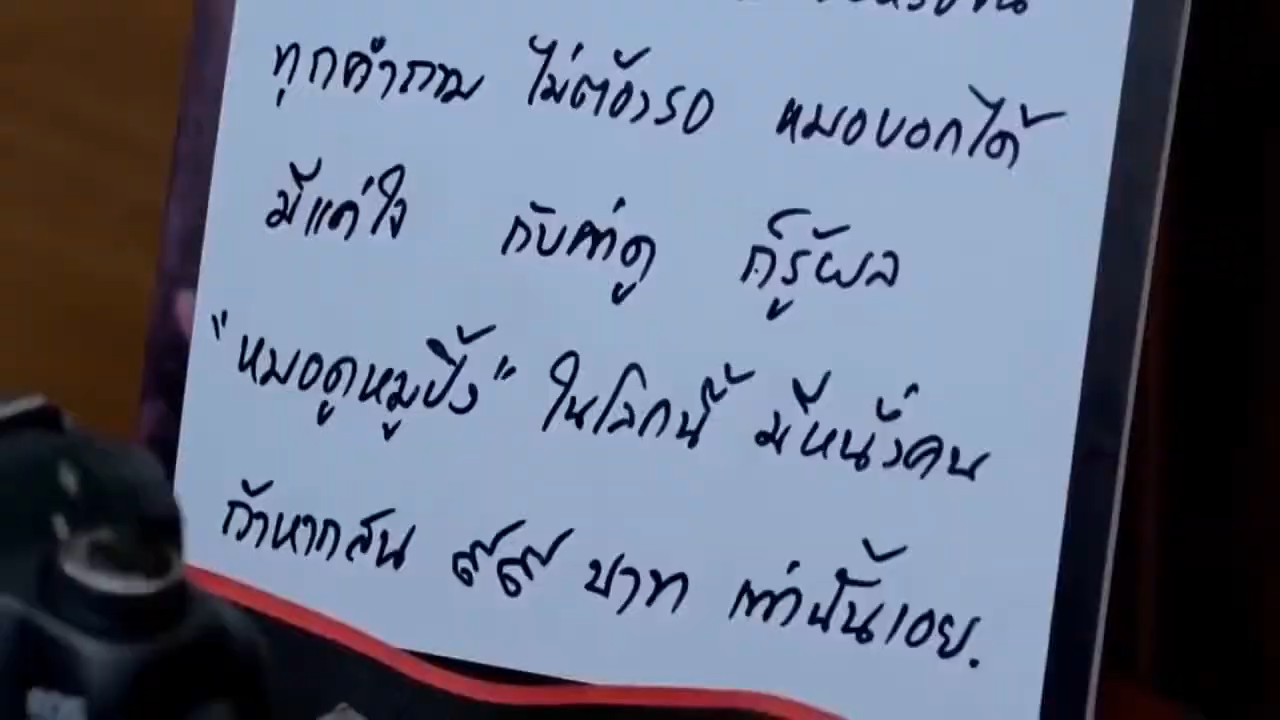 ทุกคำถาม ไม่ต้องรอ หมอบอกได้
มีแค่ใจ กับค่าดู ก็รู้ผล
"หมอดูหมูปิ้ง" ในโลกนี้ มีหนึ่งคน
ถ้าหากสน ๙๙ บาท เท่านั้นเอย.